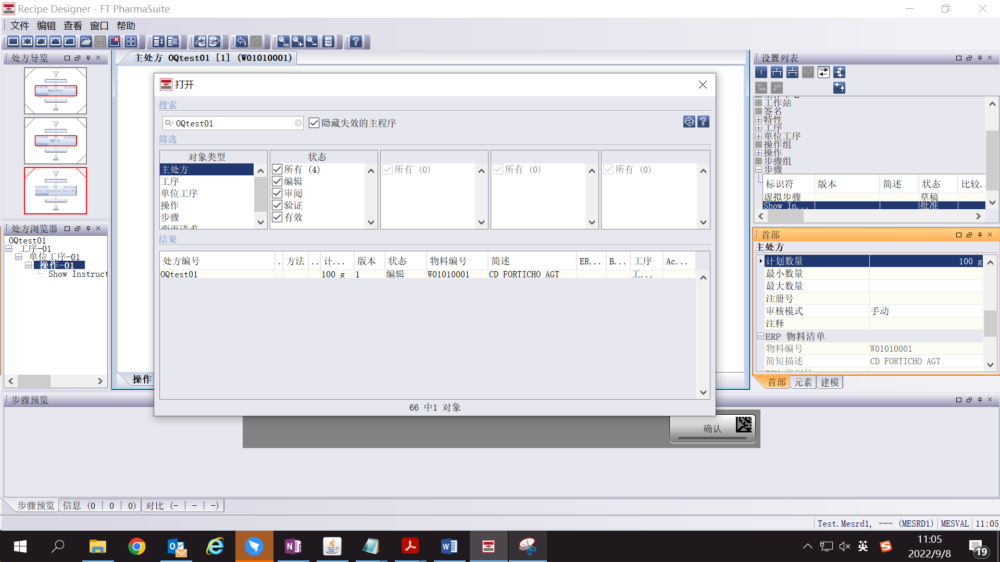 Recipe Designer - FT PharmaSuite
文件 编辑 查看 窗口 帮助
处方导览
主处方 OQtest01 [1] (W01010001)
设置列表
单位工序-01
操作-01
打开
搜索
OQtest01
隐藏失效的主程序
筛选
对象类型
主处方
工序
单位工序
操作
步骤
变更请求
状态
所有 (4)
编辑
审阅
验证
有效
所有 (0)
所有 (0)
所有 (0)
结果
处方编号 . 方法 .. 计... 版本 状态 物料编号 简述 ER... B... 工序 Ac...
OQtest01 100 g 1 编辑 W01010001 CD FORTICHO AGT 工...
66 中1 对象
工作站
签名
特性
工序
单位工序
操作组
操作
步骤组
步骤
标识符 版本 简述 状态 比较.
虚拟步骤 草稿
Show In... 批准
处方浏览器
OQtest01
工序-01
单位工序-01
操作-01
Show Instruct
首部
主处方
计划数量 100 g
最小数量
最大数量
注册号
审核模式 手动
注释
ERP 物料清单
物料编号 W01010001
简短描述 CD FORTICHO AGT
首部 元素 建模
操作
步骤预览
确认
步骤预览 信息 (0 | 0 | 0) 对比 (- | - | -)
Test.Mesrd1, --- (MESRD1) MESVAL 11:05
英
11:05
2022/9/8
19